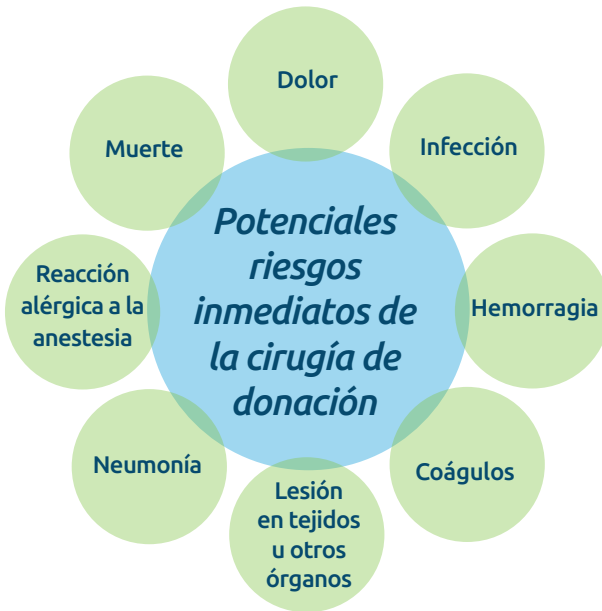 Potenciales
riesgos
inmediatos de
la cirugía de
donación
Dolor
Infección
Hemorragia
Coágulos
Lesión
en tejidos
u otros
órganos
Neumonía
Reacción
alérgica a la
anestesia
Muerte